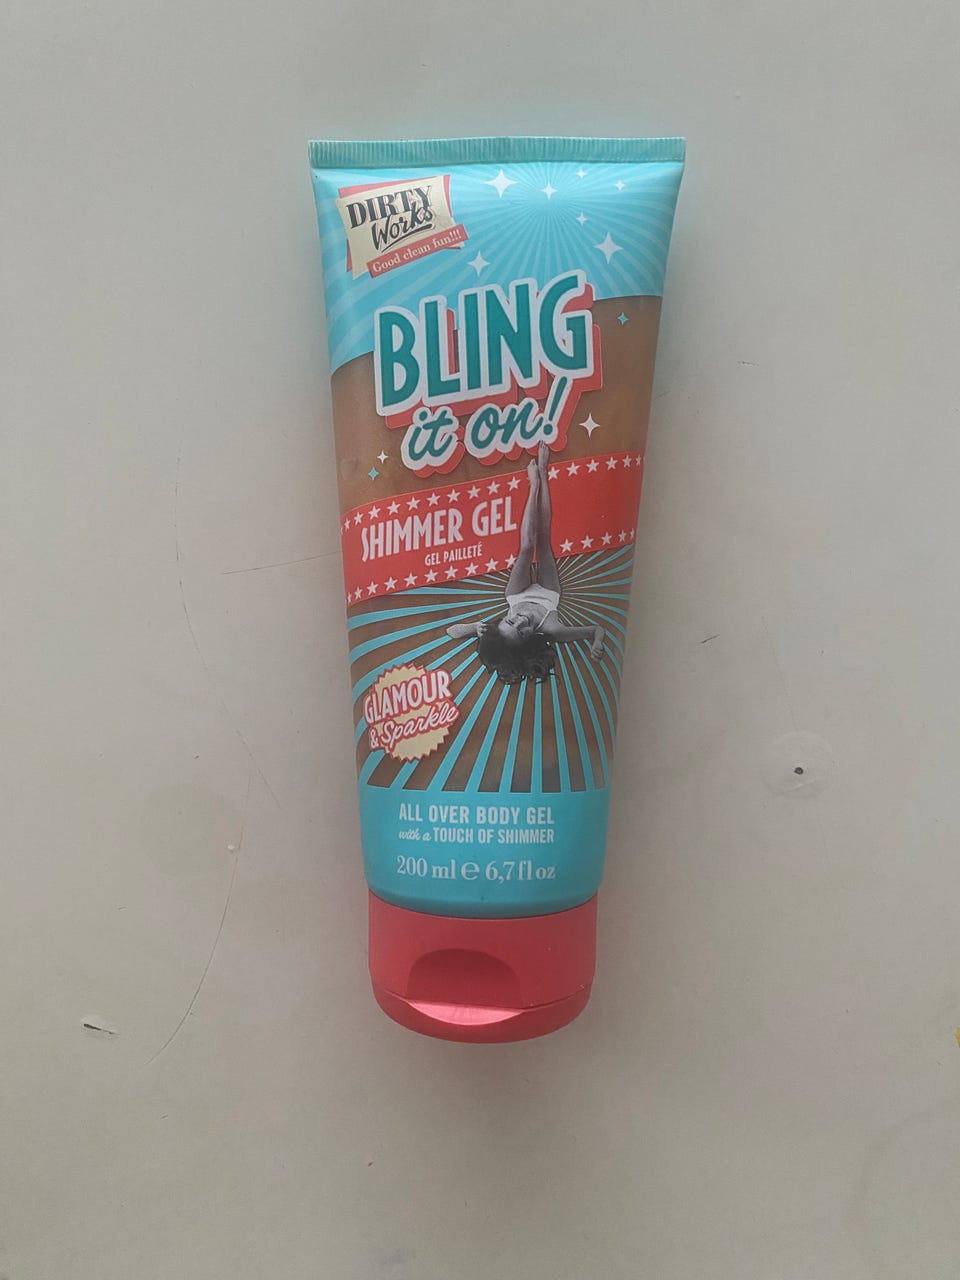 DIRTY
Works
Good clean fun!!!
BLING
it on!
SHIMMER GEL
GEL PAILLETÉ
GLAMOUR
& Sparkle
ALL OVER BODY GEL
with a TOUCH OF SHIMMER
200 ml ℮ 6,7 fl oz